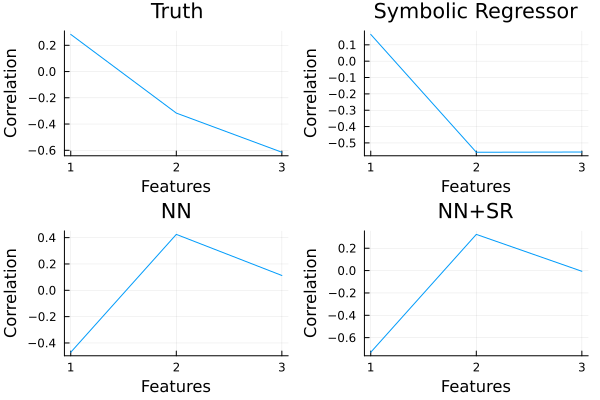 Truth
Correlation
0.2
0.0
−0.2
−0.4
−0.6
1
2
3
Features
Symbolic Regressor
Correlation
0.1
0.0
−0.1
−0.2
−0.3
−0.4
−0.5
1
2
3
Features
NN
Correlation
0.4
0.2
0.0
−0.2
−0.4
1
2
3
Features
NN+SR
Correlation
0.2
0.0
−0.2
−0.4
−0.6
1
2
3
Features